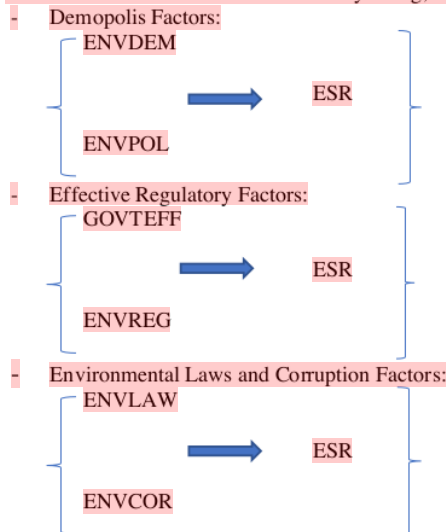 - Demopolis Factors:
ENVDEM
ESR
ENVPOL
- Effective Regulatory Factors:
GOVTEFF
ESR
ENVREG
- Environmental Laws and Corruption Factors:
ENVLAW
ESR
ENVCOR